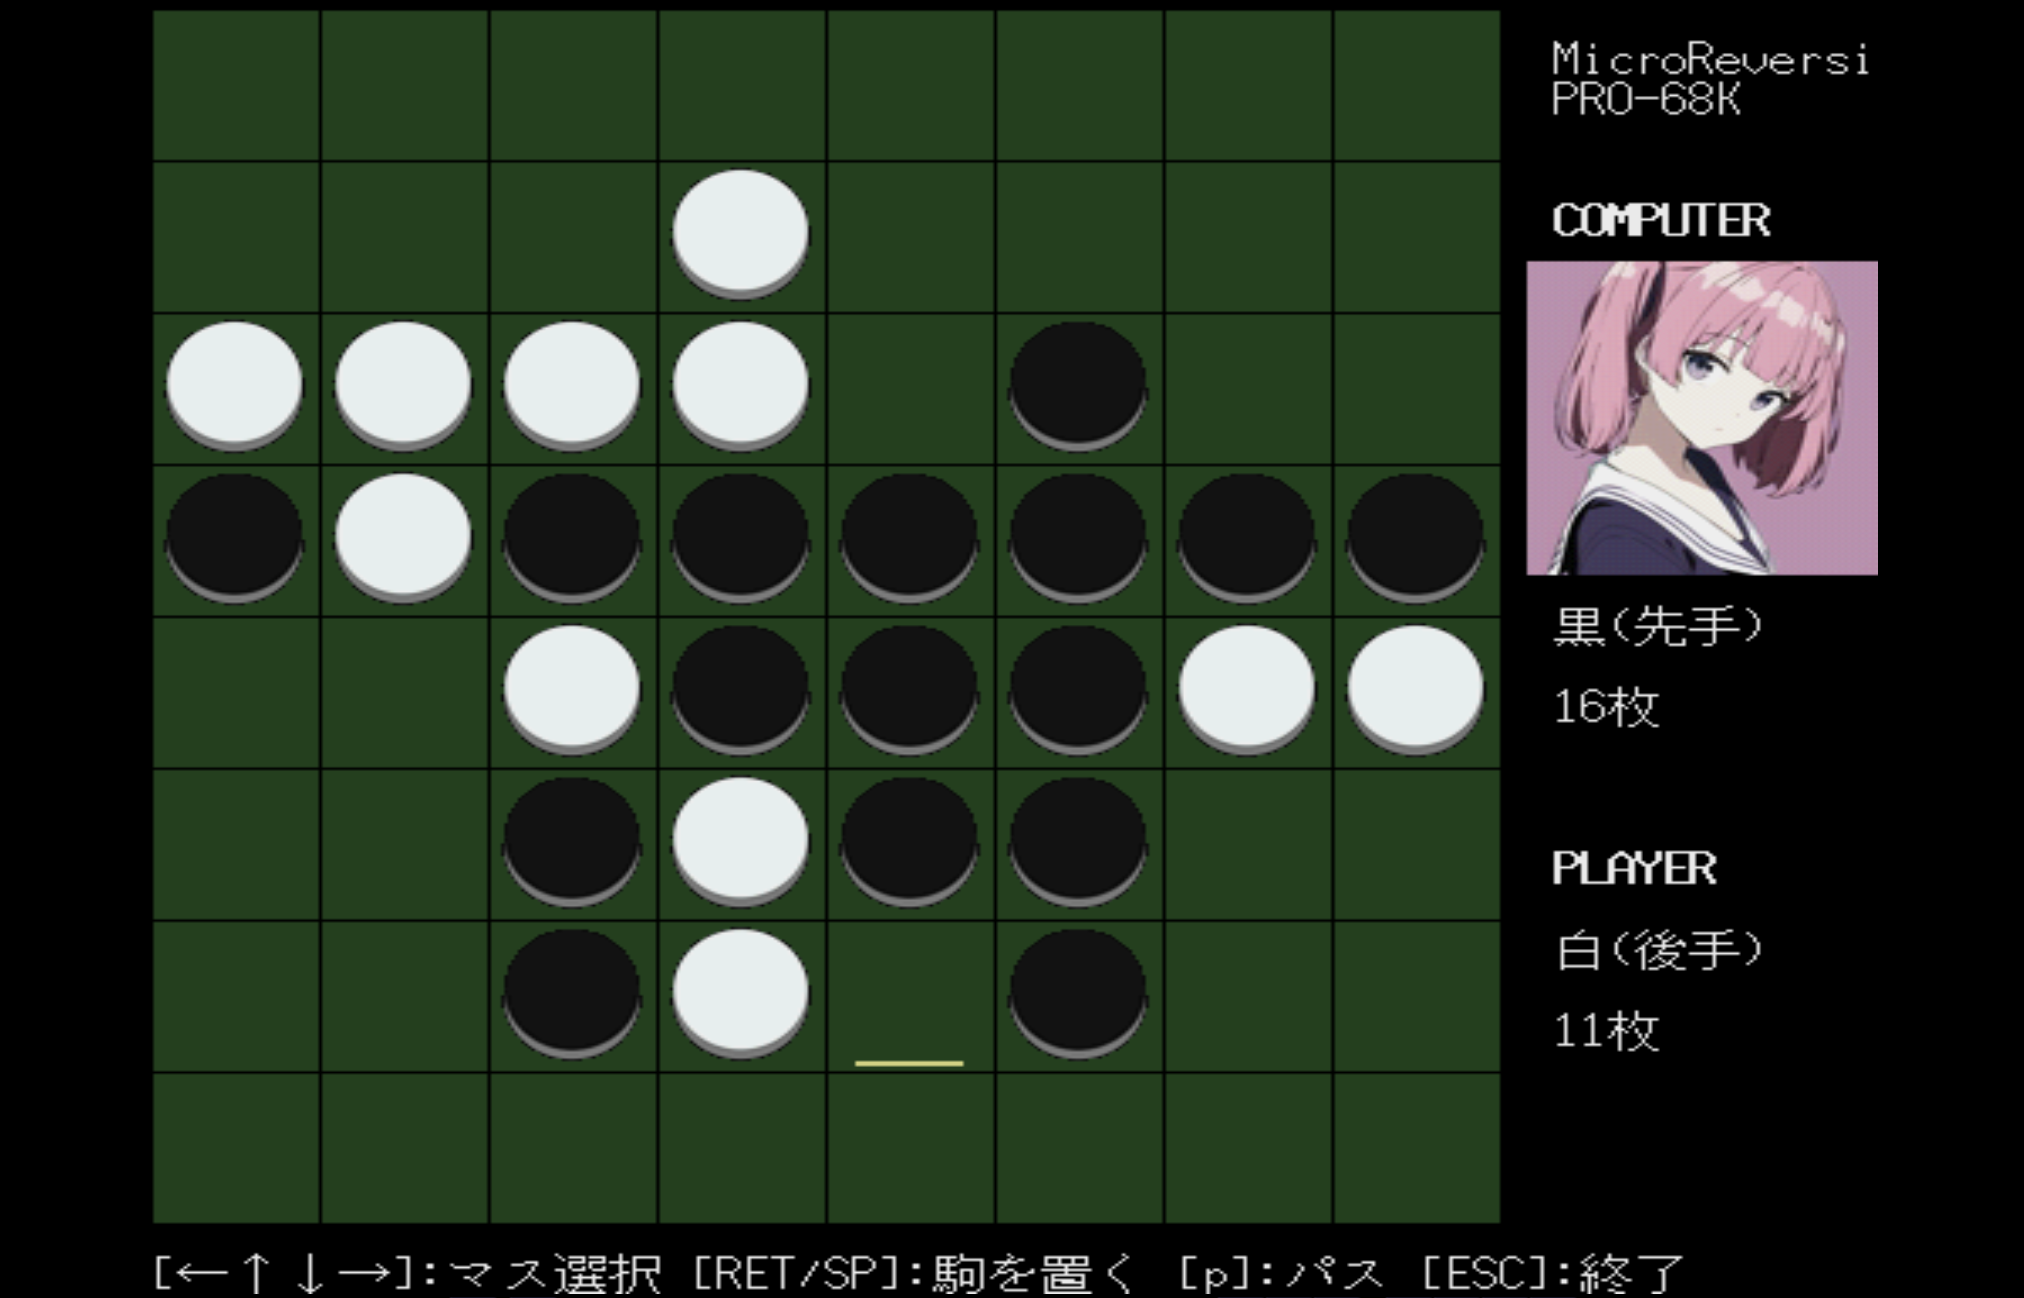 MicroReversi
PRO-68K
COMPUTER
黒(先手)
16枚
PLAYER
白(後手)
11枚
[←↑↓→]:マス選択 [RET/SP]:駒を置く [p]:パス [ESC]:終了